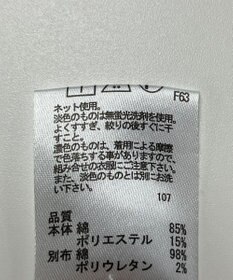 F63
ネット使用。
淡色のものは無蛍光洗剤を使用し
よくすすぎ、絞りの後すぐに干
すこと。
濃色のものは、着用による摩擦
で色落ちする事がありますので、
組み合せの衣服にご注意下さい。
また、淡色のものとは別にお洗
い下さい。
107
品質
本体 綿 85%
ポリエステル 15%
別布 綿 98%
ポリウレタン 2%